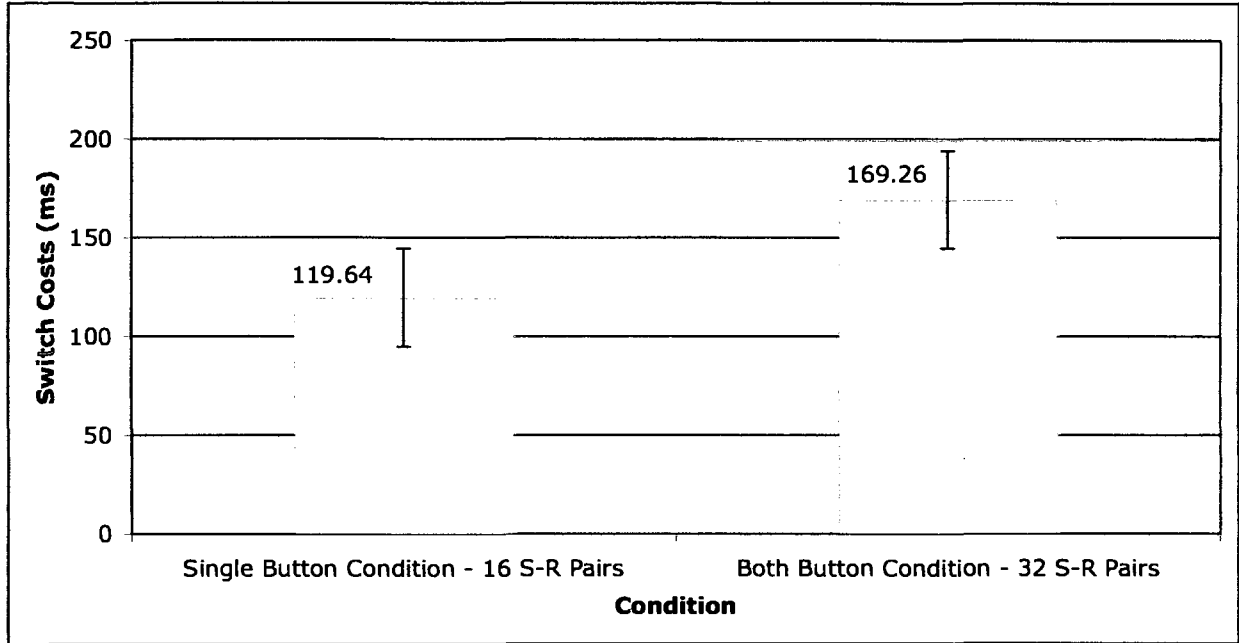 250
200
150
100
50
0
Switch Costs (ms)
119.64
169.26
Single Button Condition - 16 S-R Pairs
Both Button Condition - 32 S-R Pairs
Condition